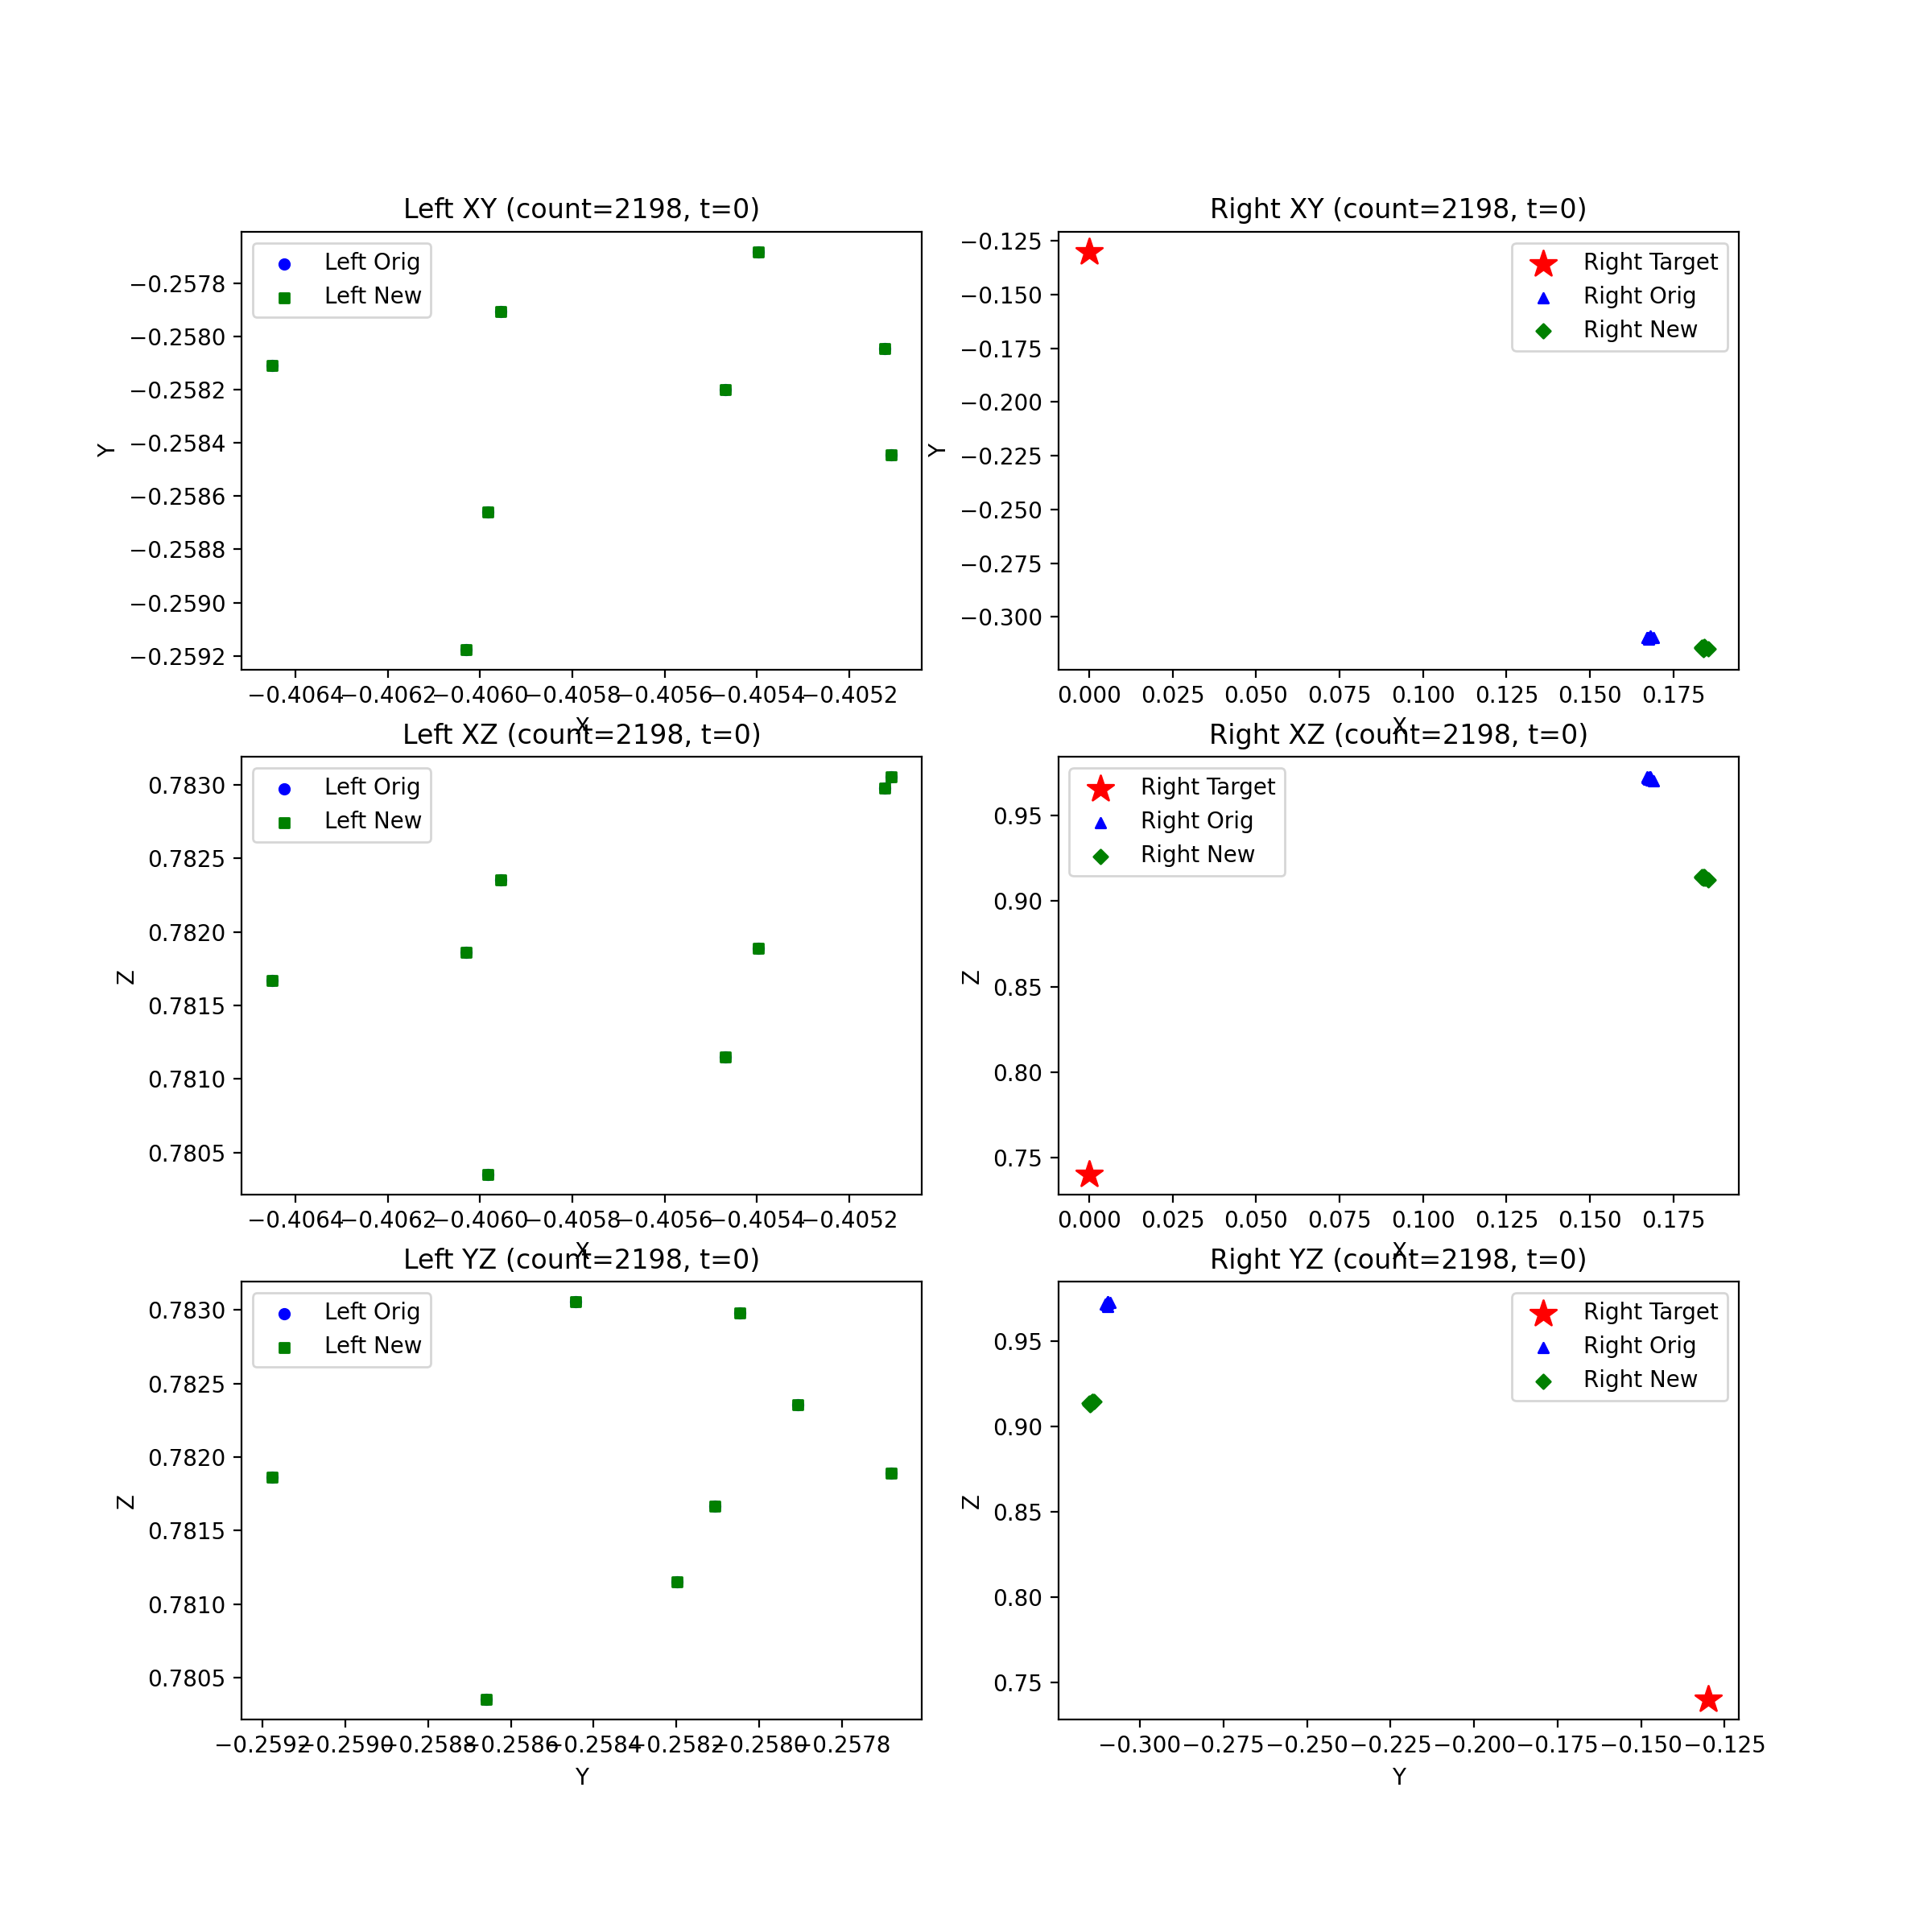 Left XY (count=2198, t=0)
Left Orig
Left New
−0.2578
−0.2580
−0.2582
−0.2584
−0.2586
−0.2588
−0.2590
−0.2592
Y
−0.4064 −0.4062 −0.4060 −0.4058 −0.4056 −0.4054 −0.4052
X
Right XY (count=2198, t=0)
Right Target
Right Orig
Right New
−0.125
−0.150
−0.175
−0.200
−0.225
−0.250
−0.275
−0.300
Y
0.000 0.025 0.050 0.075 0.100 0.125 0.150 0.175
X
Left XZ (count=2198, t=0)
Left Orig
Left New
0.7830
0.7825
0.7820
0.7815
0.7810
0.7805
Z
−0.4064 −0.4062 −0.4060 −0.4058 −0.4056 −0.4054 −0.4052
X
Right XZ (count=2198, t=0)
Right Target
Right Orig
Right New
0.95
0.90
0.85
0.80
0.75
Z
0.000 0.025 0.050 0.075 0.100 0.125 0.150 0.175
X
Left YZ (count=2198, t=0)
Left Orig
Left New
0.7830
0.7825
0.7820
0.7815
0.7810
0.7805
Z
−0.2592 −0.2590 −0.2588 −0.2586 −0.2584 −0.2582 −0.2580 −0.2578
Y
Right YZ (count=2198, t=0)
Right Target
Right Orig
Right New
0.95
0.90
0.85
0.80
0.75
Z
−0.300 −0.275 −0.250 −0.225 −0.200 −0.175 −0.150 −0.125
Y